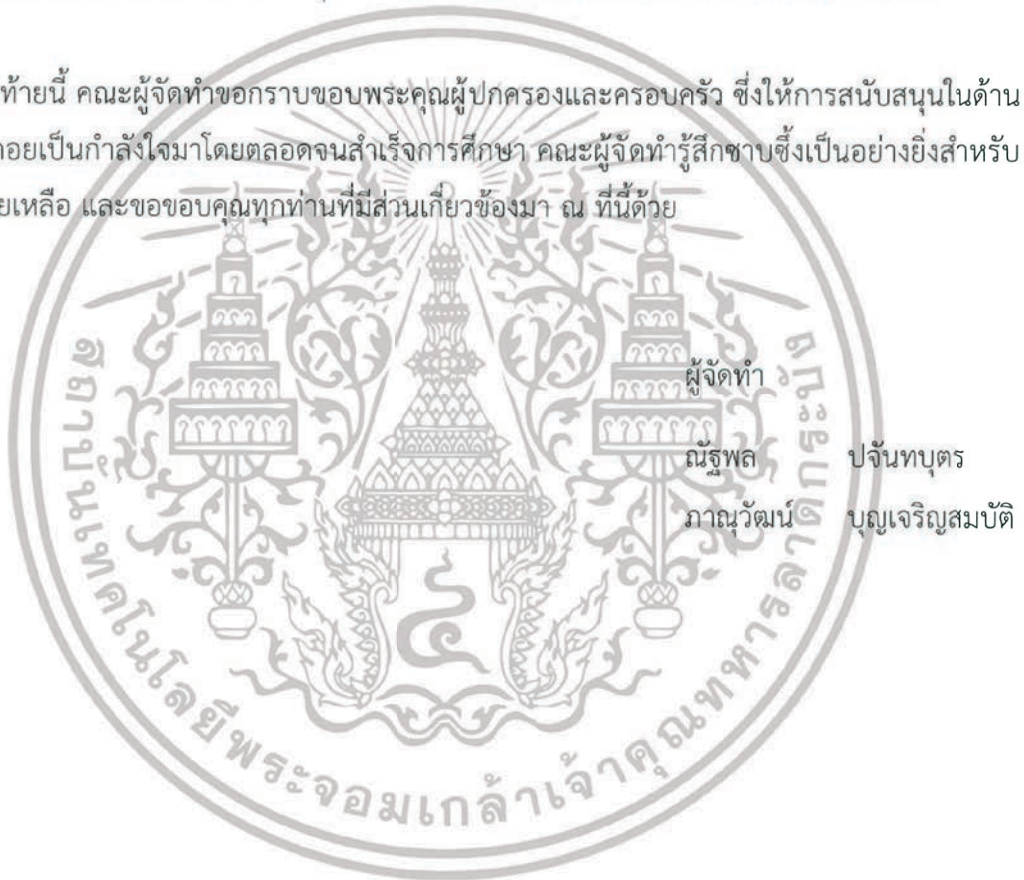 ท้ายนี้ คณะผู้จัดทำขอกราบขอบพระคุณผู้ปกครองและครอบครัว ซึ่งให้การสนับสนุนในด้าน
คอยเป็นกำลังใจมาโดยตลอดจนสำเร็จการศึกษา คณะผู้จัดทำรู้สึกซาบซึ้งเป็นอย่างยิ่งสำหรับ
ยเหลือ และขอขอบคุณทุกท่านที่มีส่วนเกี่ยวข้องมา ณ ที่นี้ด้วย
ผู้จัดทำ
ณัฐพล ปจันทบุตร
ภาณุวัฒน์ บุญเจริญสมบัติ
สถาบันเทคโนโลยีพระจอมเกล้าเจ้าคุณทหารลาดกระบัง
๔